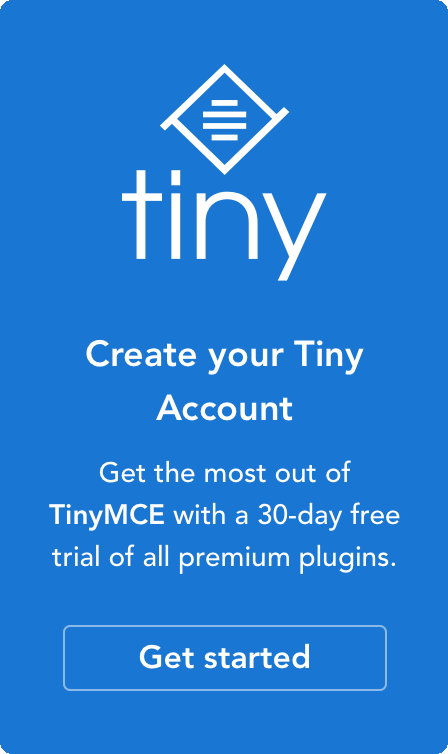 tiny
Create your Tiny
Account
Get the most out of
TinyMCE with a 30-day free
trial of all premium plugins.
Get started